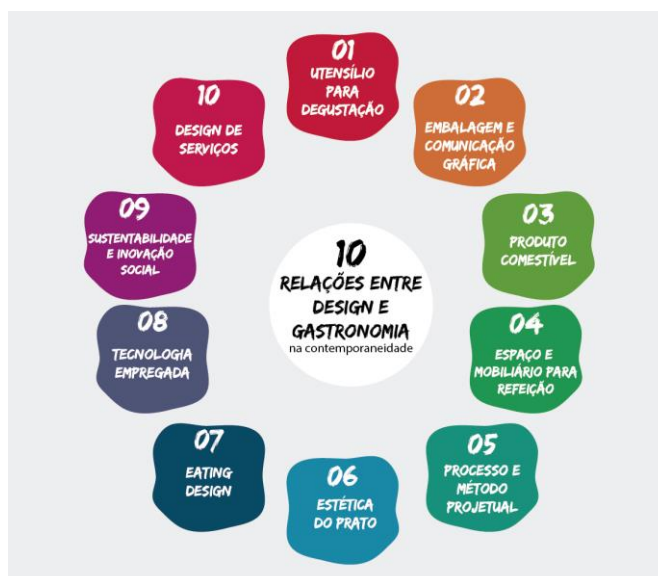 01
UTENSÍLIO
PARA
DEGUSTAÇÃO
02
EMBALAGEM E
COMUNICAÇÃO
GRÁFICA
03
PRODUTO
COMESTÍVEL
04
ESPAÇO E
MOBILIÁRIO PARA
REFEIÇÃO
05
PROCESSO E
MÉTODO
PROJETUAL
06
ESTÉTICA
DO PRATO
07
EATING
DESIGN
08
TECNOLOGIA
EMPREGADA
09
SUSTENTABILIDADE
E INOVAÇÃO
SOCIAL
10
DESIGN DE
SERVIÇOS
10
RELAÇÕES ENTRE
DESIGN E
GASTRONOMIA
na contemporaneidade